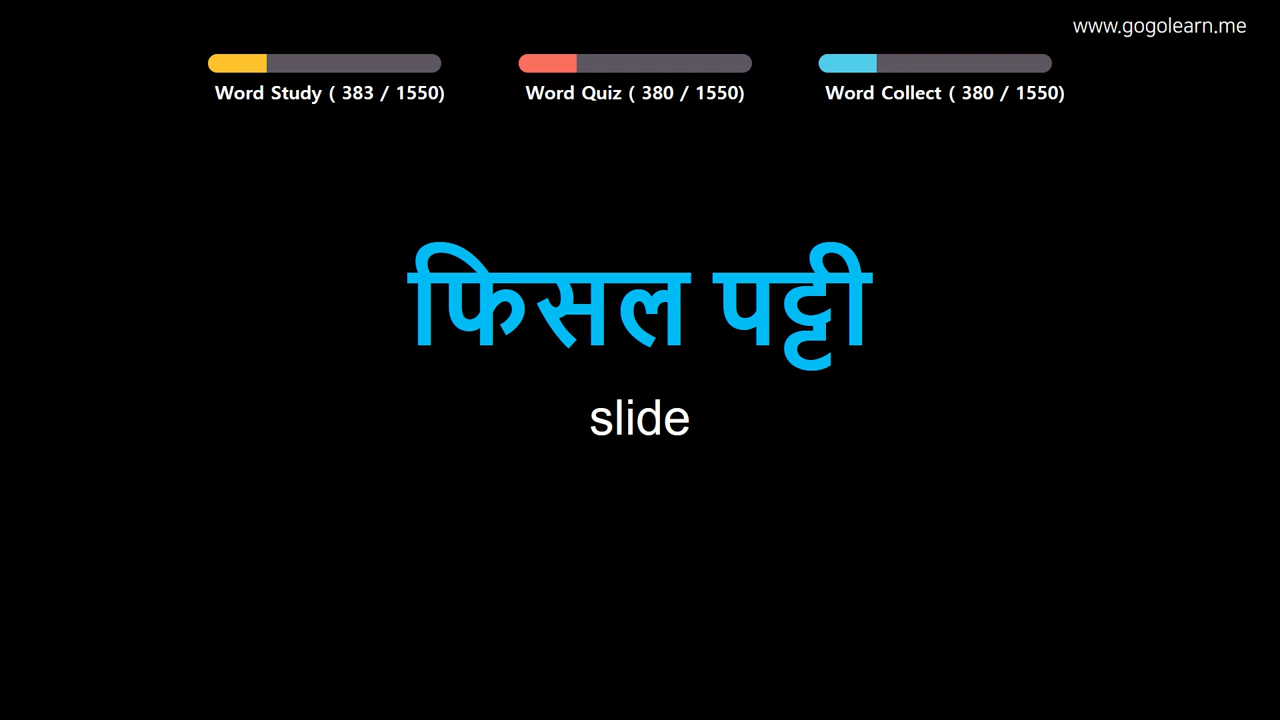 www.gogolearn.me
Word Study ( 383 / 1550)
Word Quiz ( 380 / 1550)
Word Collect ( 380 / 1550)
फिसल पट्टी
slide